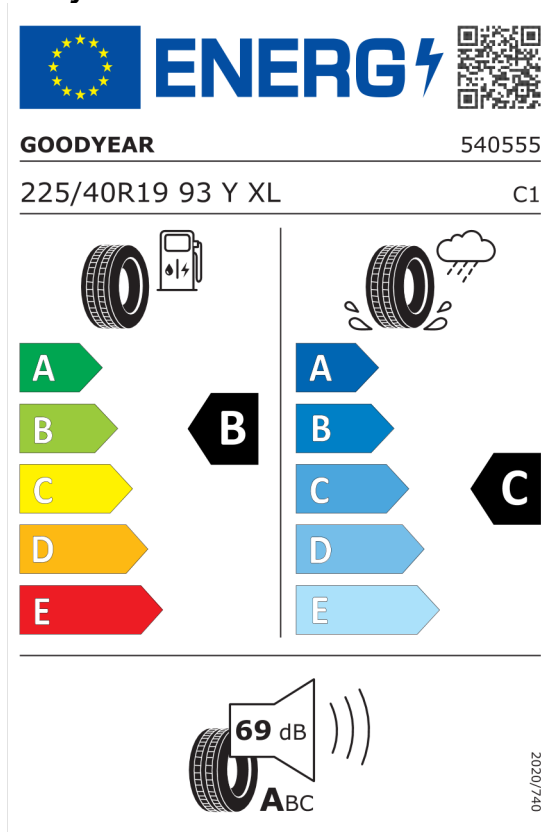 ENERG
GOODYEAR
540555
225/40R19 93 Y XL
C1
A
B
C
D
E
B
A
B
C
D
E
C
69 dB
ABC
2020/740